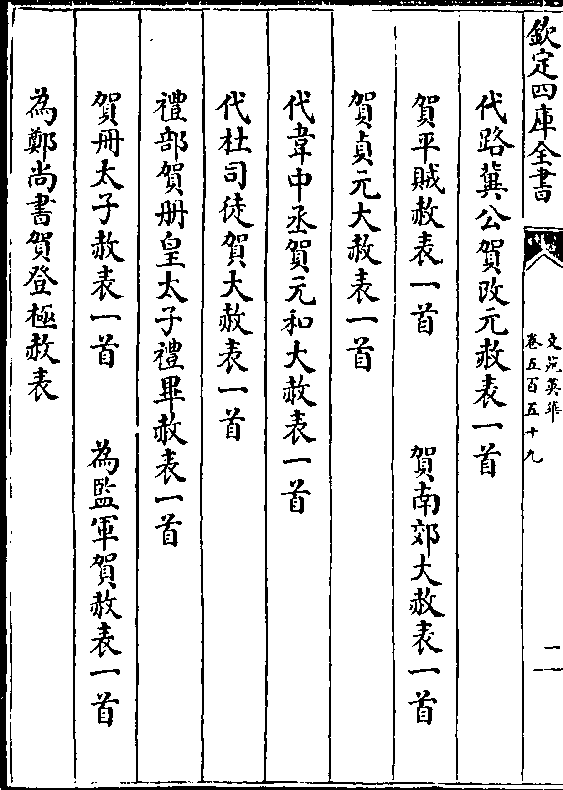 欽定四庫全書
文苑英華
卷五百五十九
二
代路冀公賀改元赦表一首
賀平賊赦表一首　賀南郊大赦表一首
賀貞元大赦表一首
代韋中丞賀元和大赦表一首
代杜司徒賀大赦表一首
禮部賀册皇太子禮畢赦表一首
賀册太子赦表一首　為監軍賀赦表一首
為鄭尚書賀登極赦表